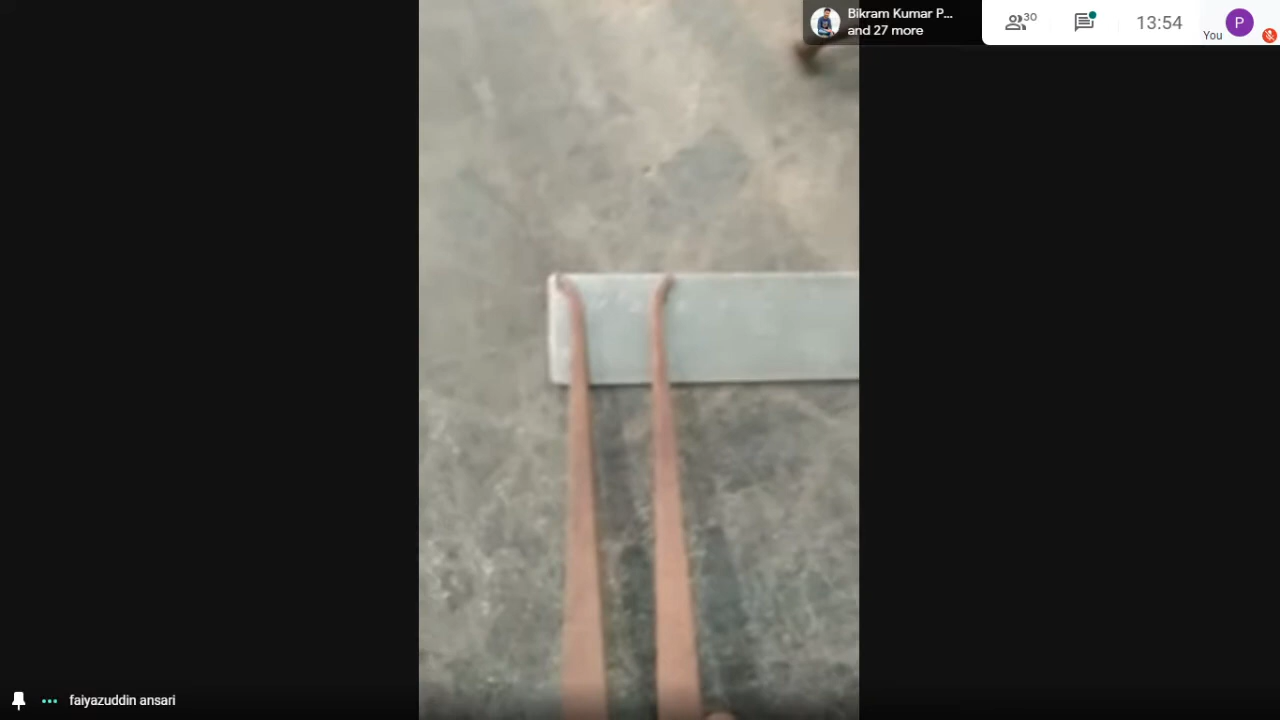 Bikram Kumar P...
and 27 more
30
13:54
You
P
faiyazuddin ansari